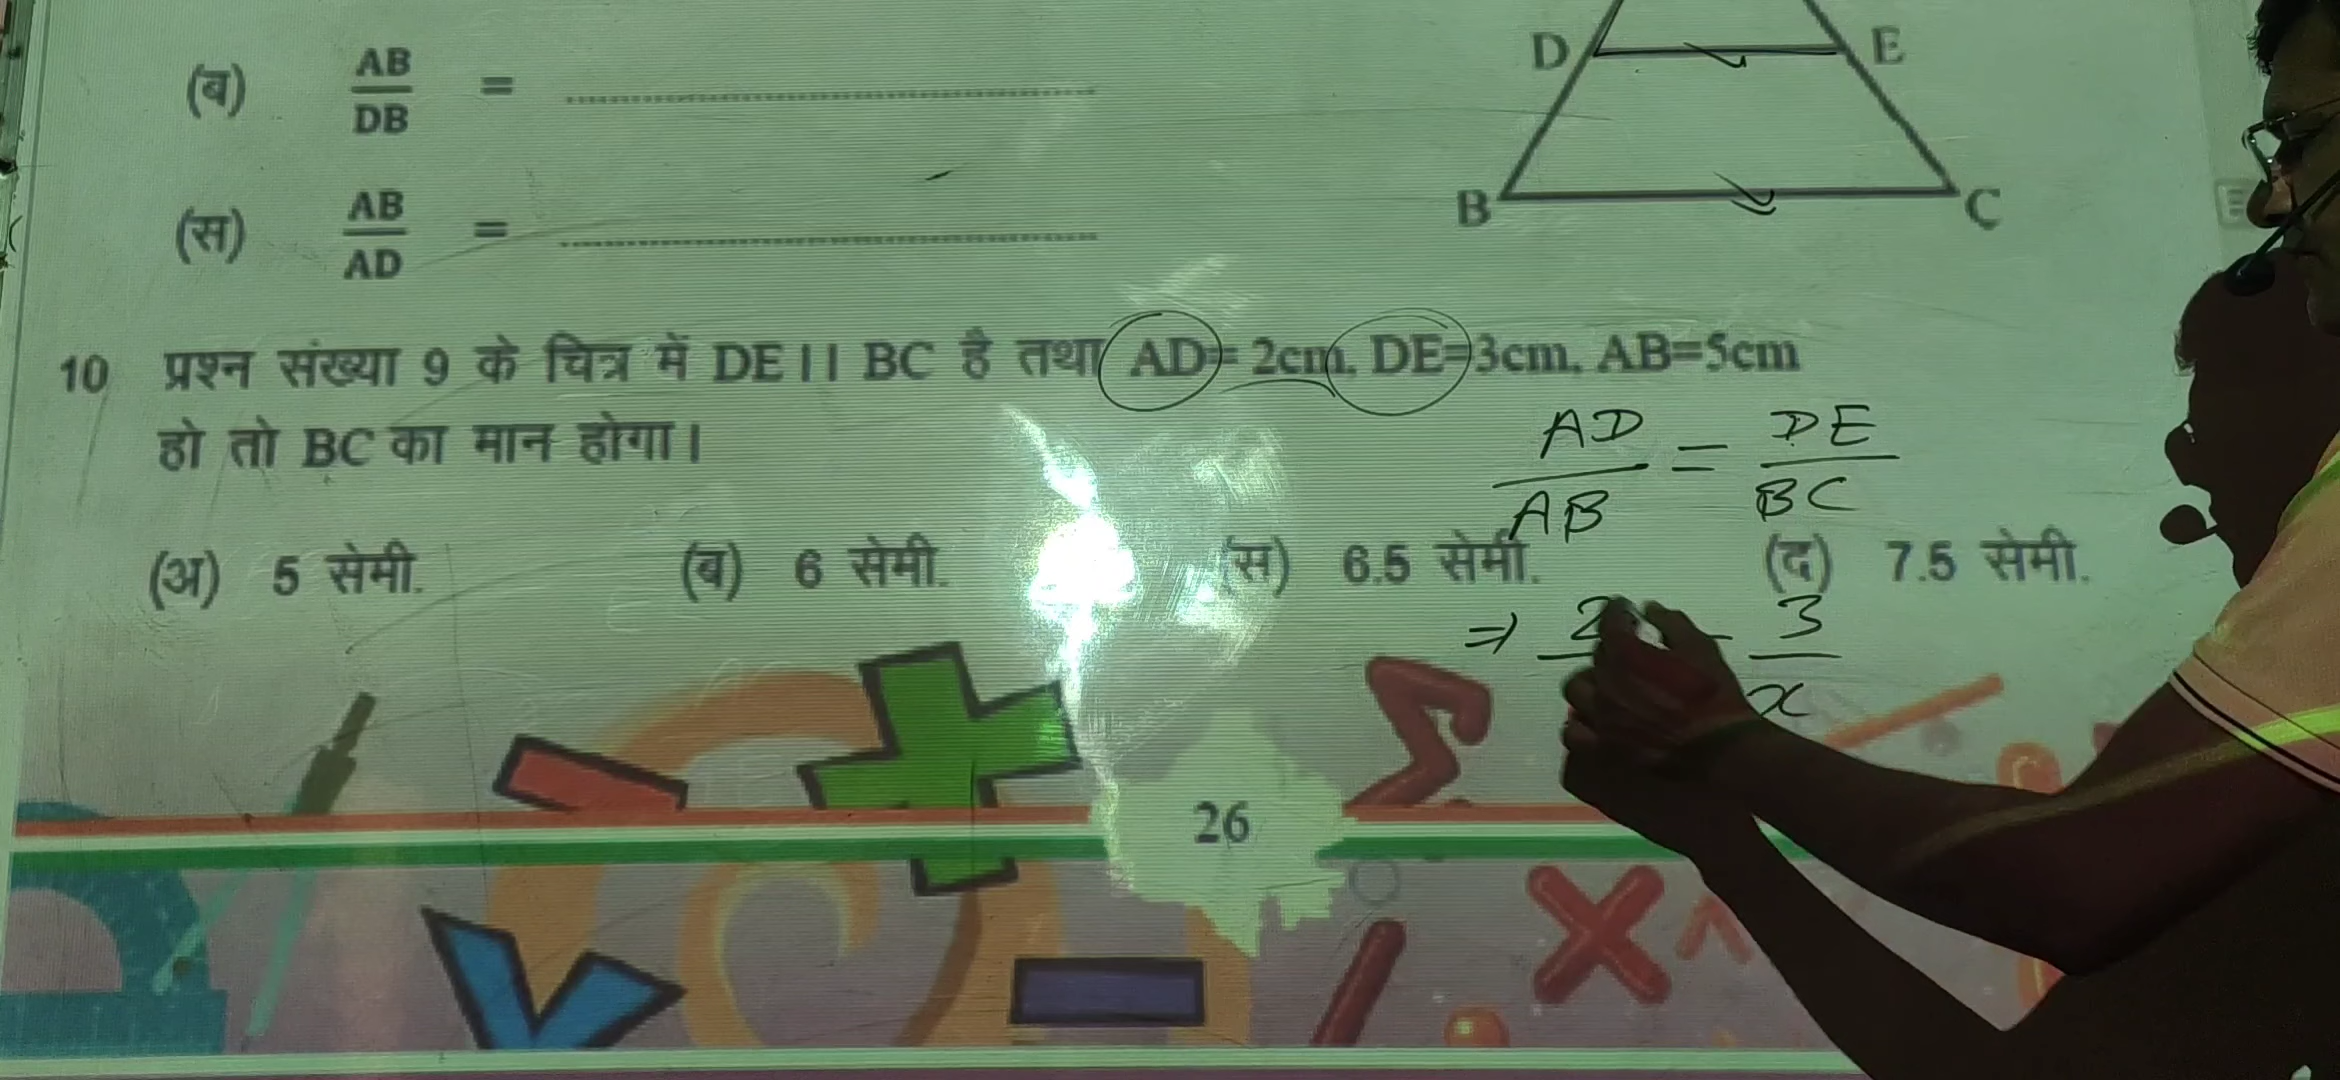 D E
(ब) AB/DB = ........................
B C
(स) AB/AD = ........................
10 प्रश्न संख्या 9 के चित्र में DE || BC है तथा AD= 2cm, DE=3cm, AB=5cm
हो तो BC का मान होगा।
AD/AB = DE/BC
(अ) 5 सेमी. (ब) 6 सेमी. (स) 6.5 सेमी. (द) 7.5 सेमी.
⇒ 2 3/x
26